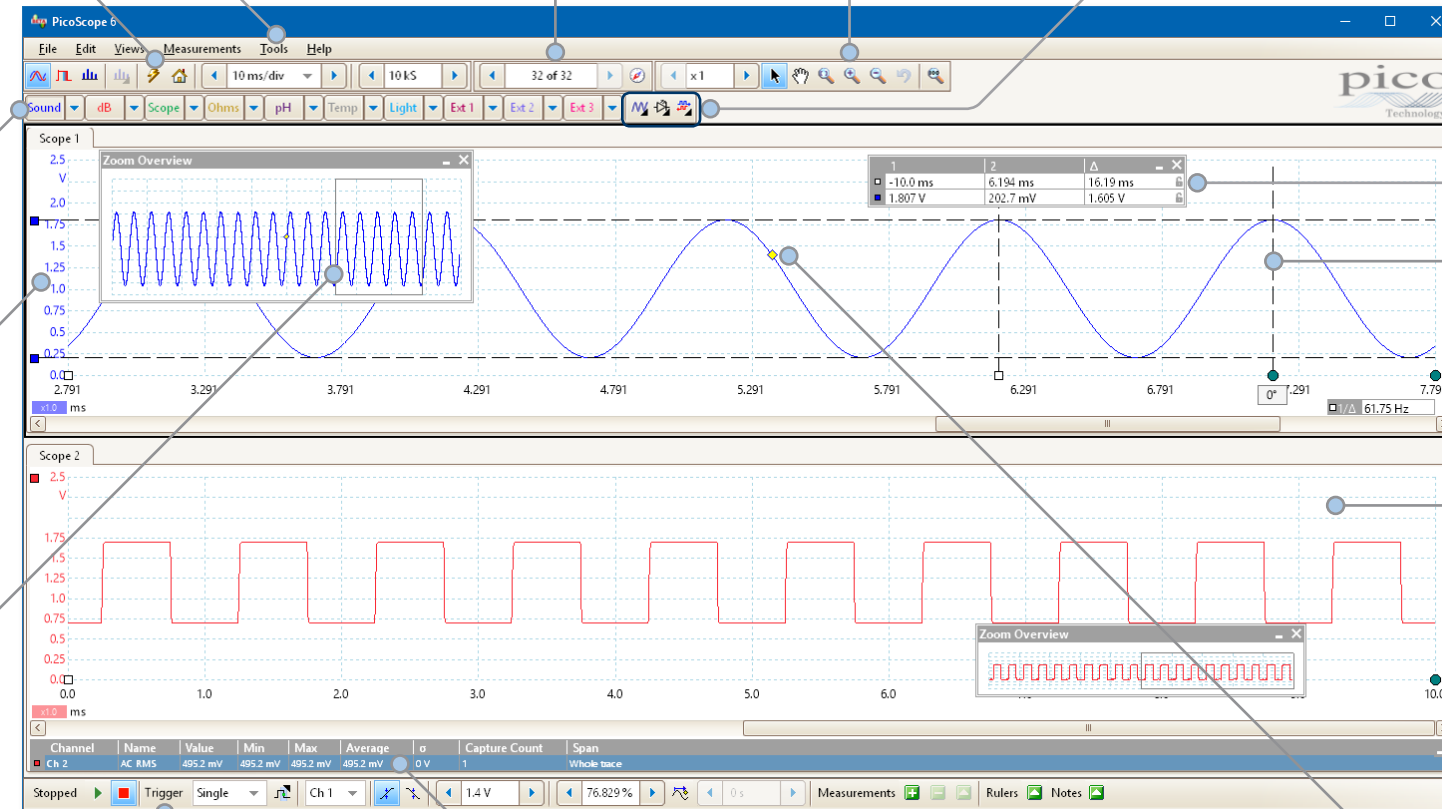 PicoScope 6
File Edit Views Measurements Tools Help
10 ms/div 10 kS 32 of 32 x 1
pico
Technology
Sound dB Scope Ohms pH Temp Light Ext 1 Ext 2 Ext 3
Scope 1
2.5
V
2.0
1.75
1.5
1.25
1.0
0.75
0.5
0.25
0.0
Zoom Overview
1 2 Δ
-10.0 ms 6.194 ms 16.19 ms
1.807 V 202.7 mV 1.605 V
2.791 3.291 3.791 4.291 4.791 5.291 5.791 6.291 6.791 7.291 7.79
0°
x1.0 ms
1/Δ 61.75 Hz
Scope 2
2.5
V
1.75
1.5
1.25
1.0
0.75
0.5
0.25
0.0
Zoom Overview
0.0 1.0 2.0 3.0 4.0 5.0 6.0 10.0
x1.0 ms
Channel Name Value Min Max Average σ Capture Count Span
Ch 2 AC RMS 495.2 mV 495.2 mV 495.2 mV 495.2 mV 0 V 1 Whole trace
Stopped Trigger Single Ch 1 1.4 V 76.829 % 0 s Measurements Rulers Notes